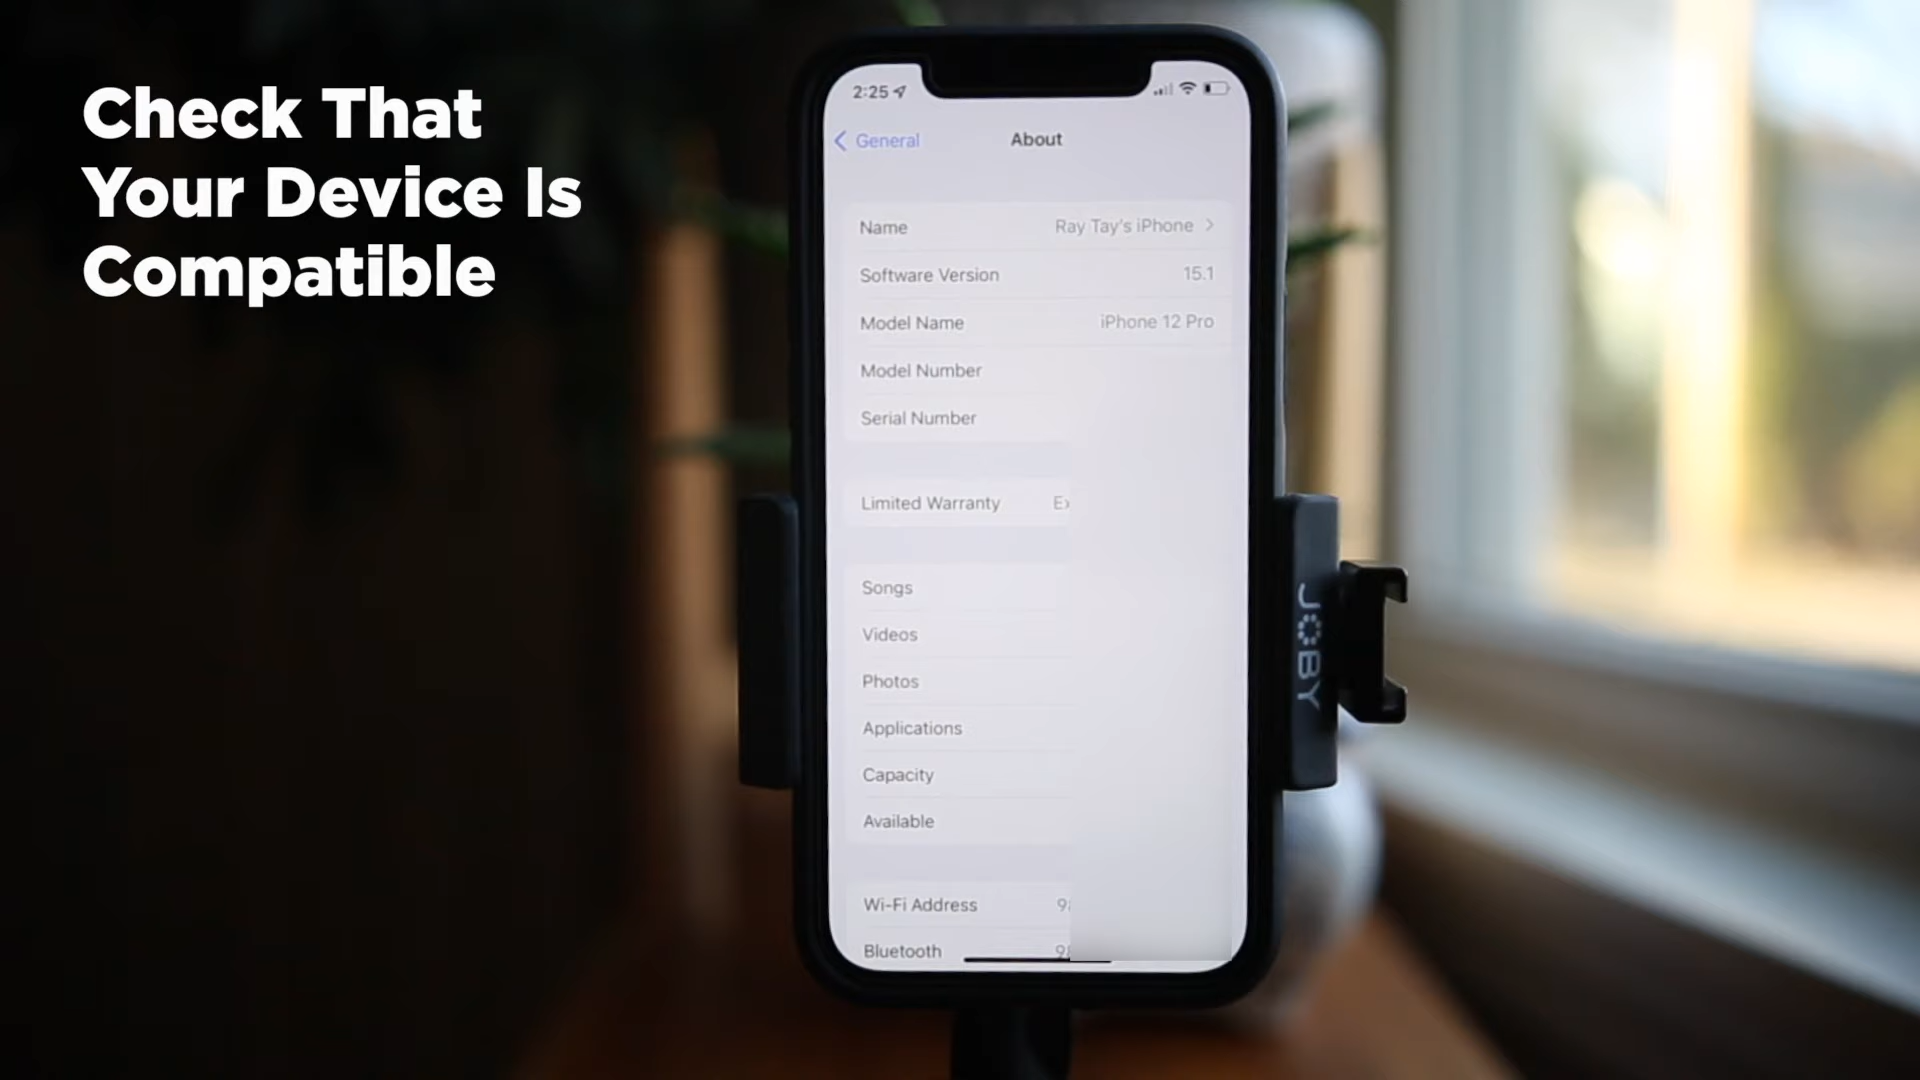 Check That
Your Device Is
Compatible
2:25
General
About
Name Ray Tay's iPhone
Software Version 15.1
Model Name iPhone 12 Pro
Model Number
Serial Number
Limited Warranty
Songs
Videos
Photos
Applications
Capacity
Available
Wi-Fi Address
Bluetooth
JOBY